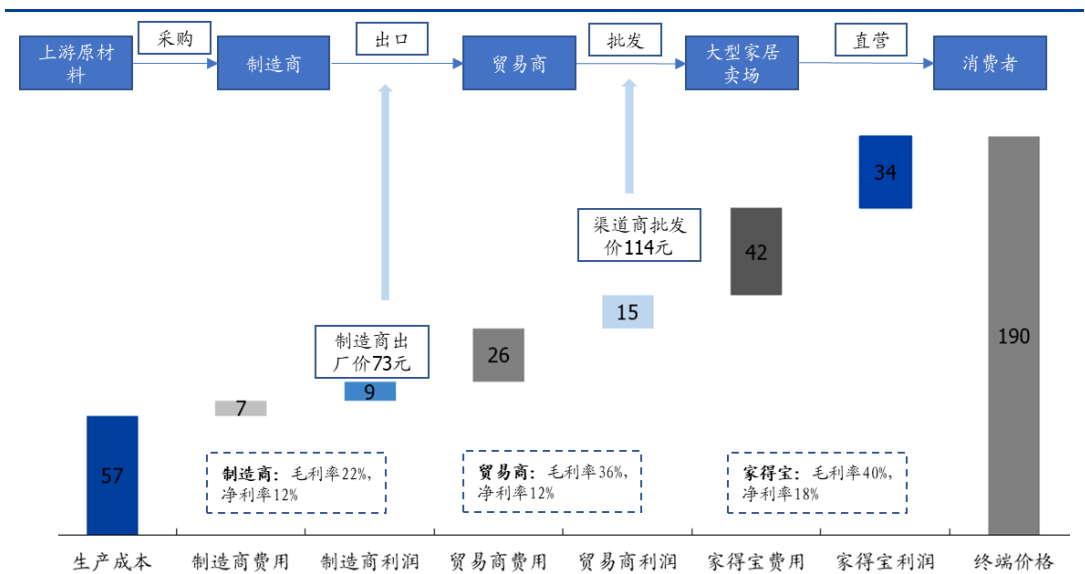 采购
出口
批发
直营
上游原材
料
制造商
贸易商
大型家居
卖场
消费者
34
渠道商批发
价114元
42
15
制造商出
厂价73元
26
190
9
7
57
制造商：毛利率22%，
净利率12%
贸易商：毛利率36%，
净利率12%
家得宝：毛利率40%，
净利率18%
生产成本
制造商费用
制造商利润
贸易商费用
贸易商利润
家得宝费用
家得宝利润
终端价格